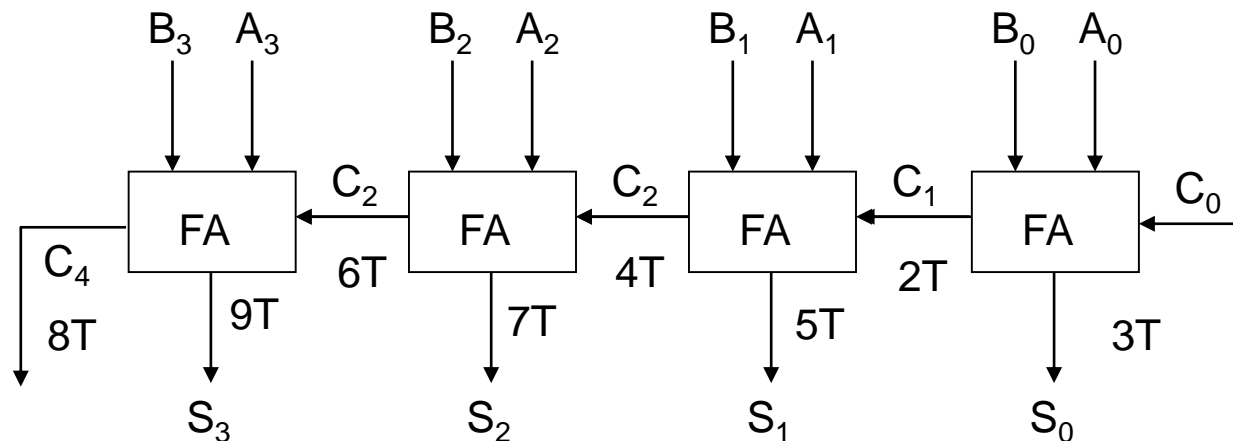 B₃ A₃ B₂ A₂ B₁ A₁ B₀ A₀
C₂ C₂ C₁ C₀
FA FA FA FA
C₄ 6T 4T 2T
8T 9T 7T 5T 3T
S₃ S₂ S₁ S₀